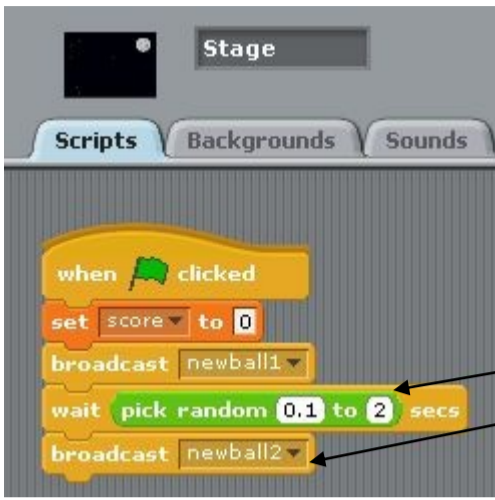 Stage
Scripts Backgrounds Sounds
when clicked
set score to 0
broadcast newball1
wait pick random 0.1 to 2 secs
broadcast newball2